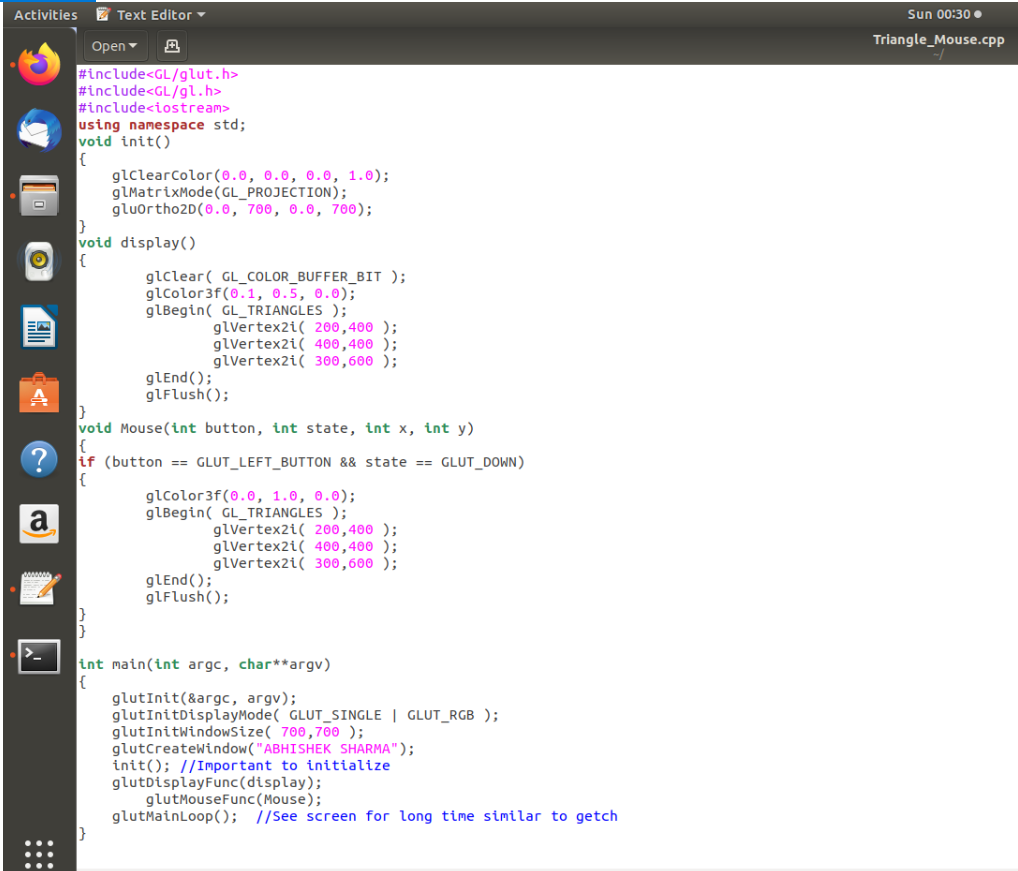 Activities Text Editor Sun 00:30
Open Triangle_Mouse.cpp
~/
#include<GL/glut.h>
#include<GL/gl.h>
#include<iostream>
using namespace std;
void init()
{
    glClearColor(0.0, 0.0, 0.0, 1.0);
    glMatrixMode(GL_PROJECTION);
    gluOrtho2D(0.0, 700, 0.0, 700);
}
void display()
{
        glClear( GL_COLOR_BUFFER_BIT );
        glColor3f(0.1, 0.5, 0.0);
        glBegin( GL_TRIANGLES );
                glVertex2i( 200,400 );
                glVertex2i( 400,400 );
                glVertex2i( 300,600 );
        glEnd();
        glFlush();
}
void Mouse(int button, int state, int x, int y)
{
if (button == GLUT_LEFT_BUTTON && state == GLUT_DOWN)
{
        glColor3f(0.0, 1.0, 0.0);
        glBegin( GL_TRIANGLES );
                glVertex2i( 200,400 );
                glVertex2i( 400,400 );
                glVertex2i( 300,600 );
        glEnd();
        glFlush();
}
}

int main(int argc, char**argv)
{
    glutInit(&argc, argv);
    glutInitDisplayMode( GLUT_SINGLE | GLUT_RGB );
    glutInitWindowSize( 700,700 );
    glutCreateWindow("ABHISHEK SHARMA");
    init(); //Important to initialize
    glutDisplayFunc(display);
        glutMouseFunc(Mouse);
    glutMainLoop();  //See screen for long time similar to getch
}